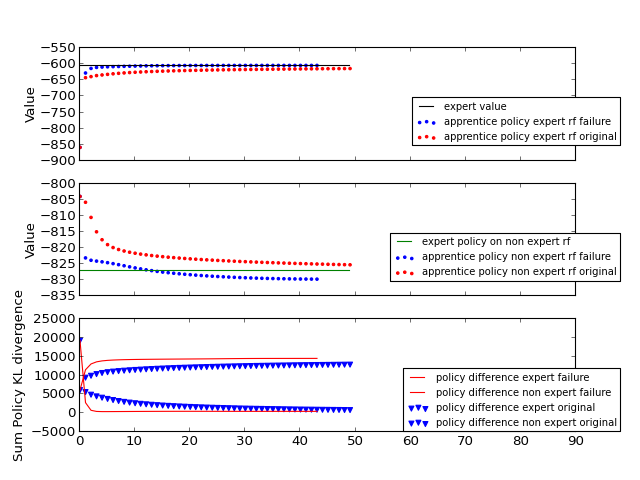 −550
−600
−650
−700
−750
−800
−850
−900
Value
expert value
apprentice policy expert rf failure
apprentice policy expert rf original
−800
−805
−810
−815
−820
−825
−830
−835
Value
expert policy on non expert rf
apprentice policy non expert rf failure
apprentice policy non expert rf original
25000
20000
15000
10000
5000
0
−5000
Sum Policy KL divergence
policy difference expert failure
policy difference non expert failure
policy difference expert original
policy difference non expert original
0 10 20 30 40 50 60 70 80 90